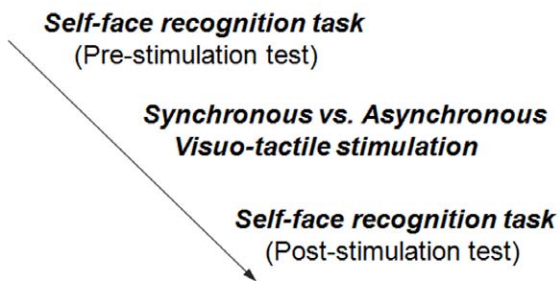 Self-face recognition task
(Pre-stimulation test)
Synchronous vs. Asynchronous
Visuo-tactile stimulation
Self-face recognition task
(Post-stimulation test)